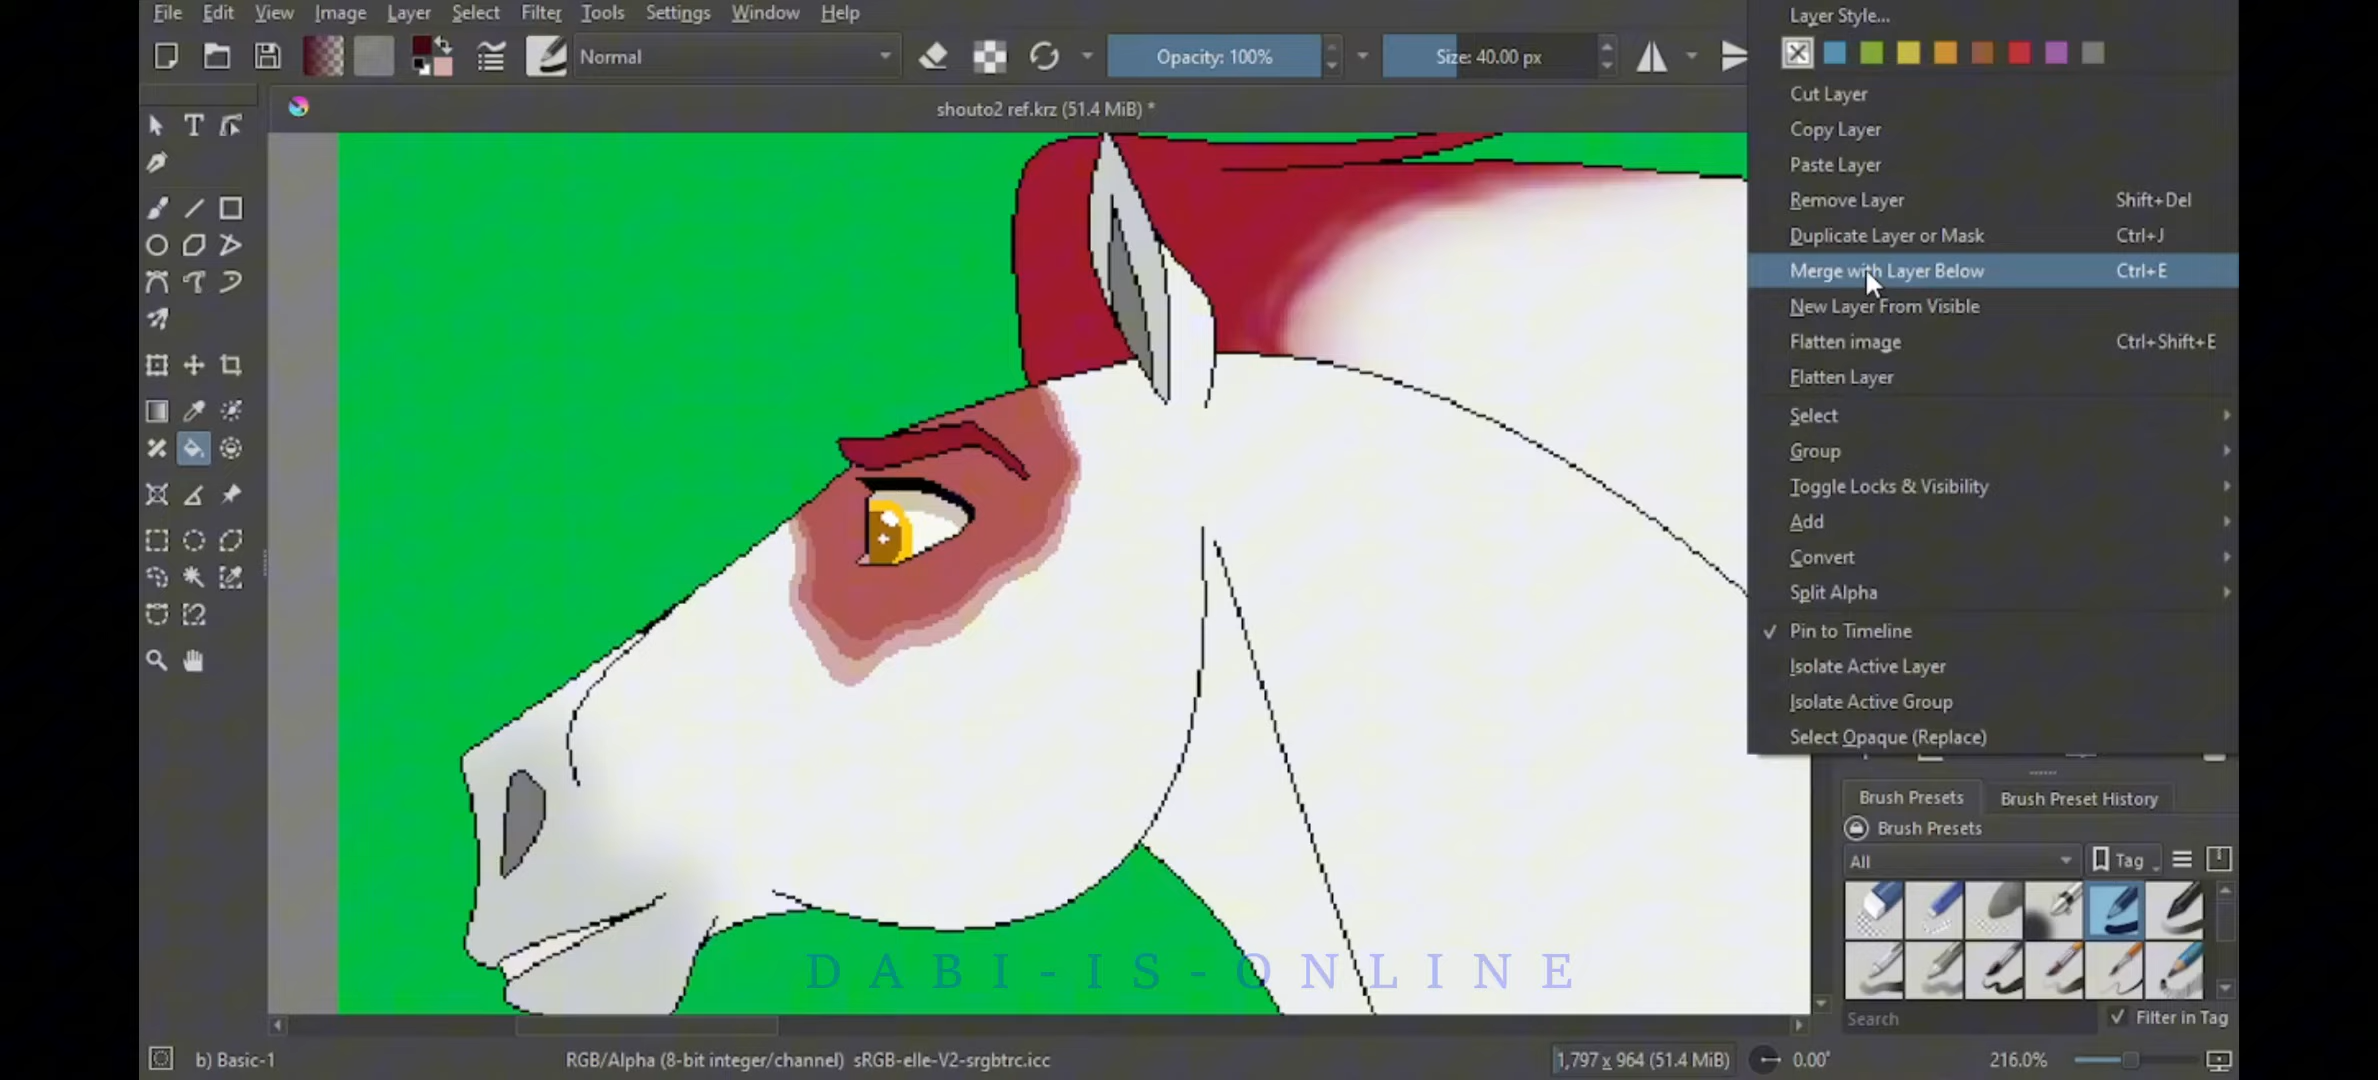 File Edit View Image Layer Select Filter Tools Settings Window Help
Normal Opacity: 100% Size: 40.00 px
shouto2 ref.krz (51.4 MiB) *
Layer Style...
Cut Layer
Copy Layer
Paste Layer
Remove Layer Shift+Del
Duplicate Layer or Mask Ctrl+J
Merge with Layer Below Ctrl+E
New Layer From Visible
Flatten image Ctrl+Shift+E
Flatten Layer
Select
Group
Toggle Locks & Visibility
Add
Convert
Split Alpha
✓ Pin to Timeline
Isolate Active Layer
Isolate Active Group
Select Opaque (Replace)
Brush Presets Brush Preset History
Brush Presets
All Tag
Search ✓ Filter in Tag
DABI-IS-ONLINE
b) Basic-1 RGB/Alpha (8-bit integer/channel) sRGB-elle-V2-srgbtrc.icc 1,797 x 964 (51.4 MiB) 0.00° 216.0%